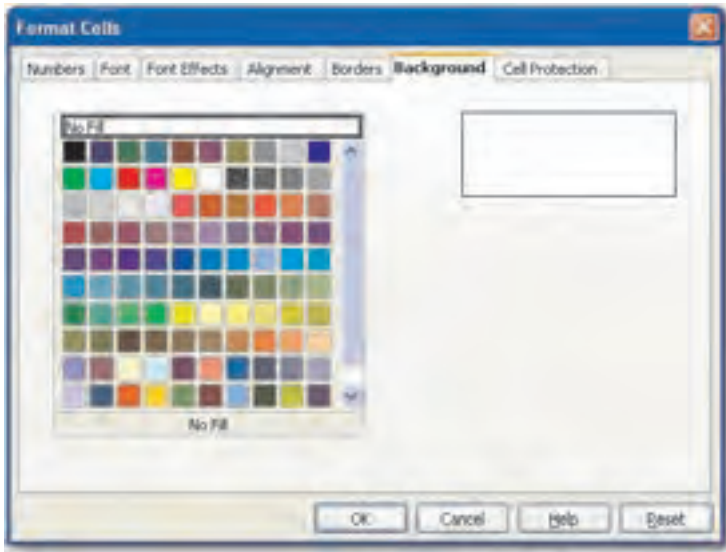 Format Cells
Numbers Font Font Effects Alignment Borders Background Cell Protection
No Fill
No Fill
OK Cancel Help Reset